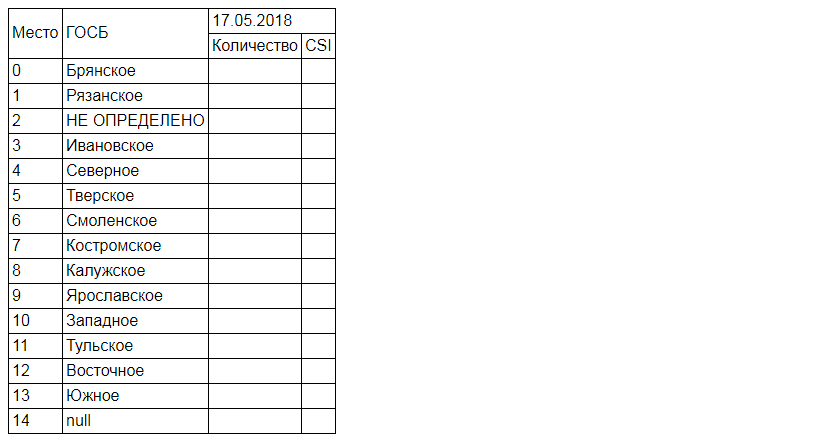 Место ГОСБ 17.05.2018
Количество CSI
0 Брянское
1 Рязанское
2 НЕ ОПРЕДЕЛЕНО
3 Ивановское
4 Северное
5 Тверское
6 Смоленское
7 Костромское
8 Калужское
9 Ярославское
10 Западное
11 Тульское
12 Восточное
13 Южное
14 null